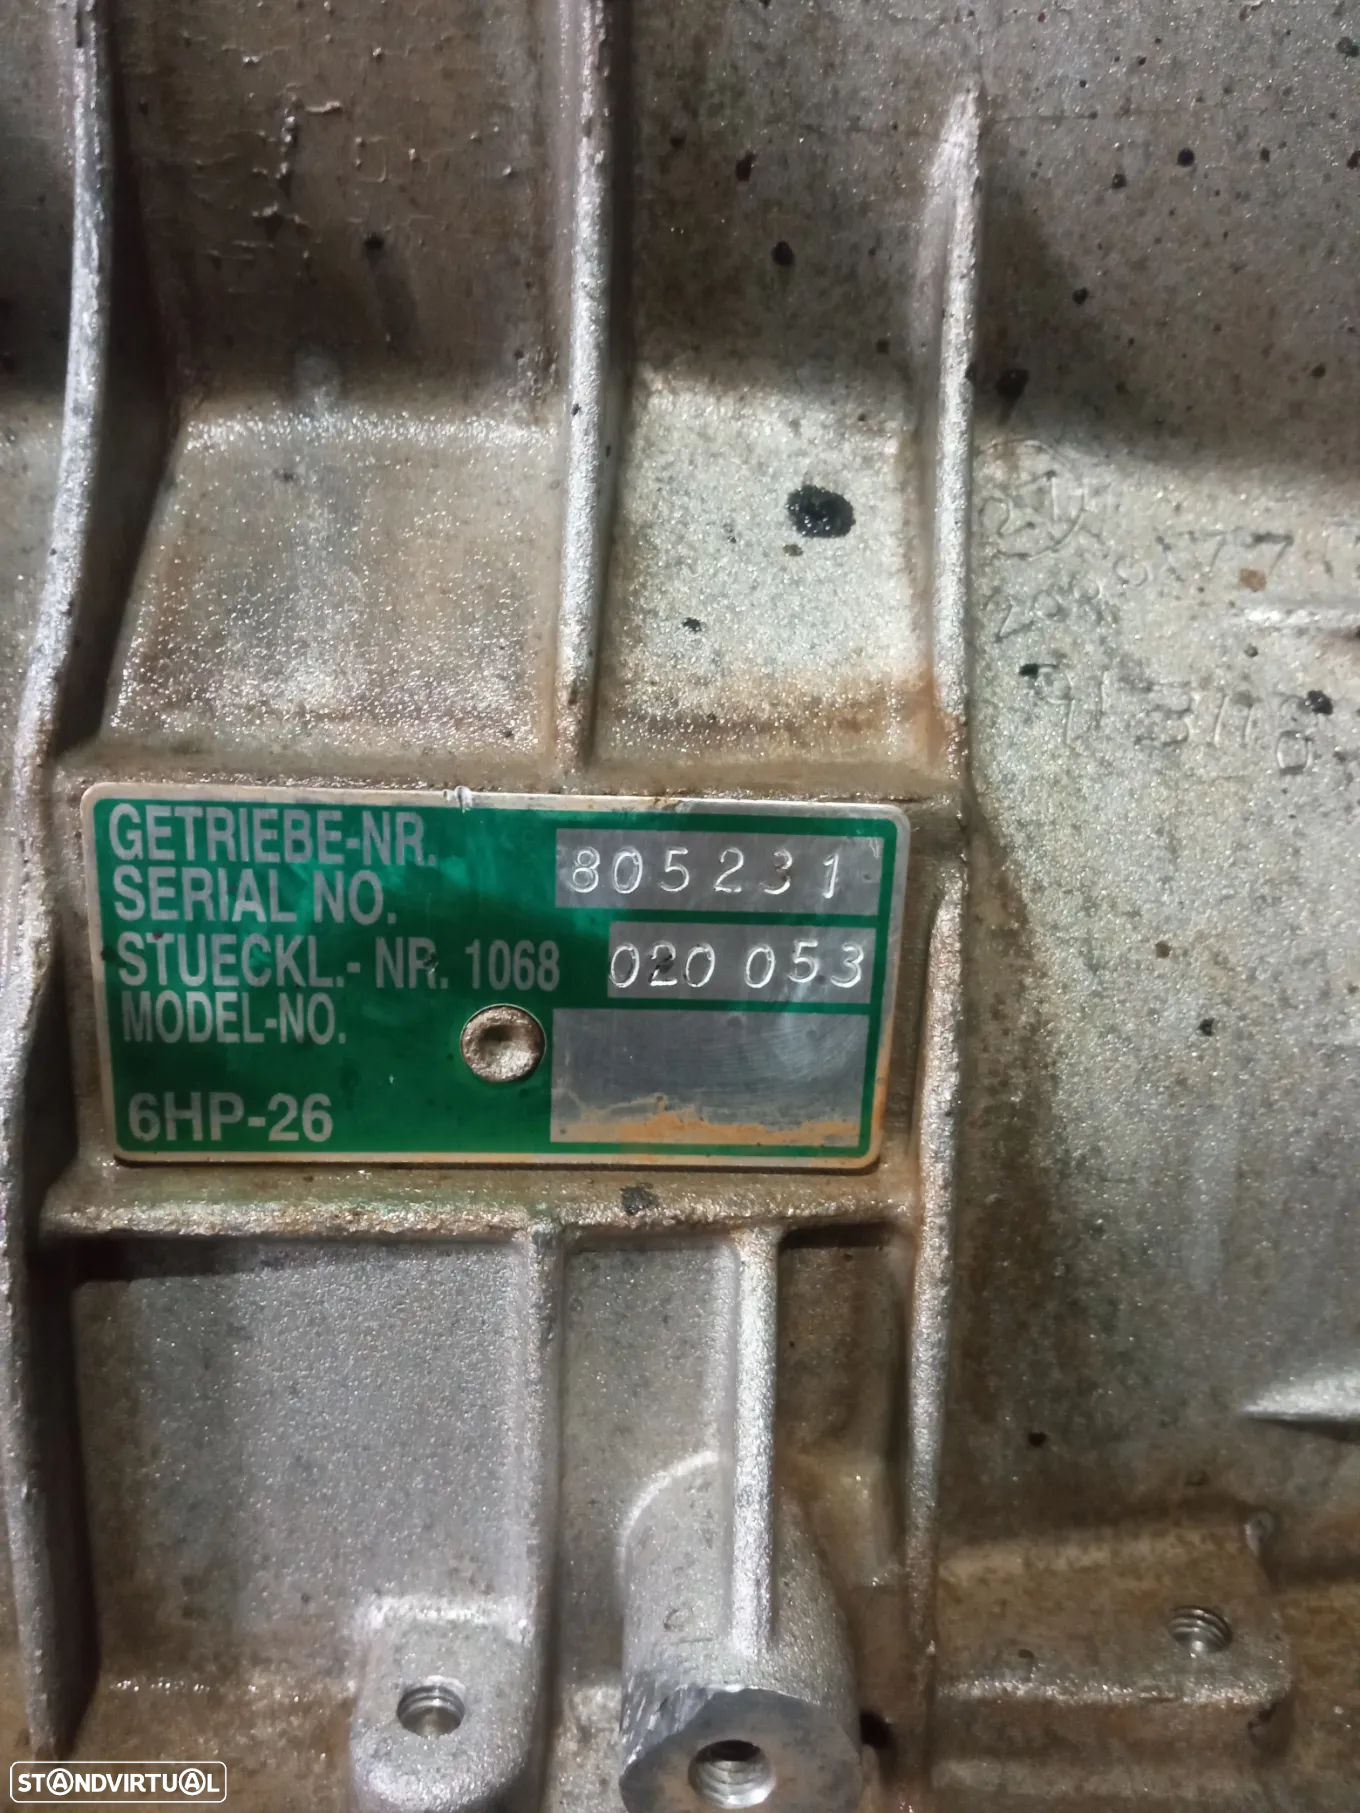 GETRIEBE-NR.
SERIAL NO. 805231
STUECKL.- NR. 1068 020 053
MODEL-NO.
6HP-26
STANDVIRTUAL